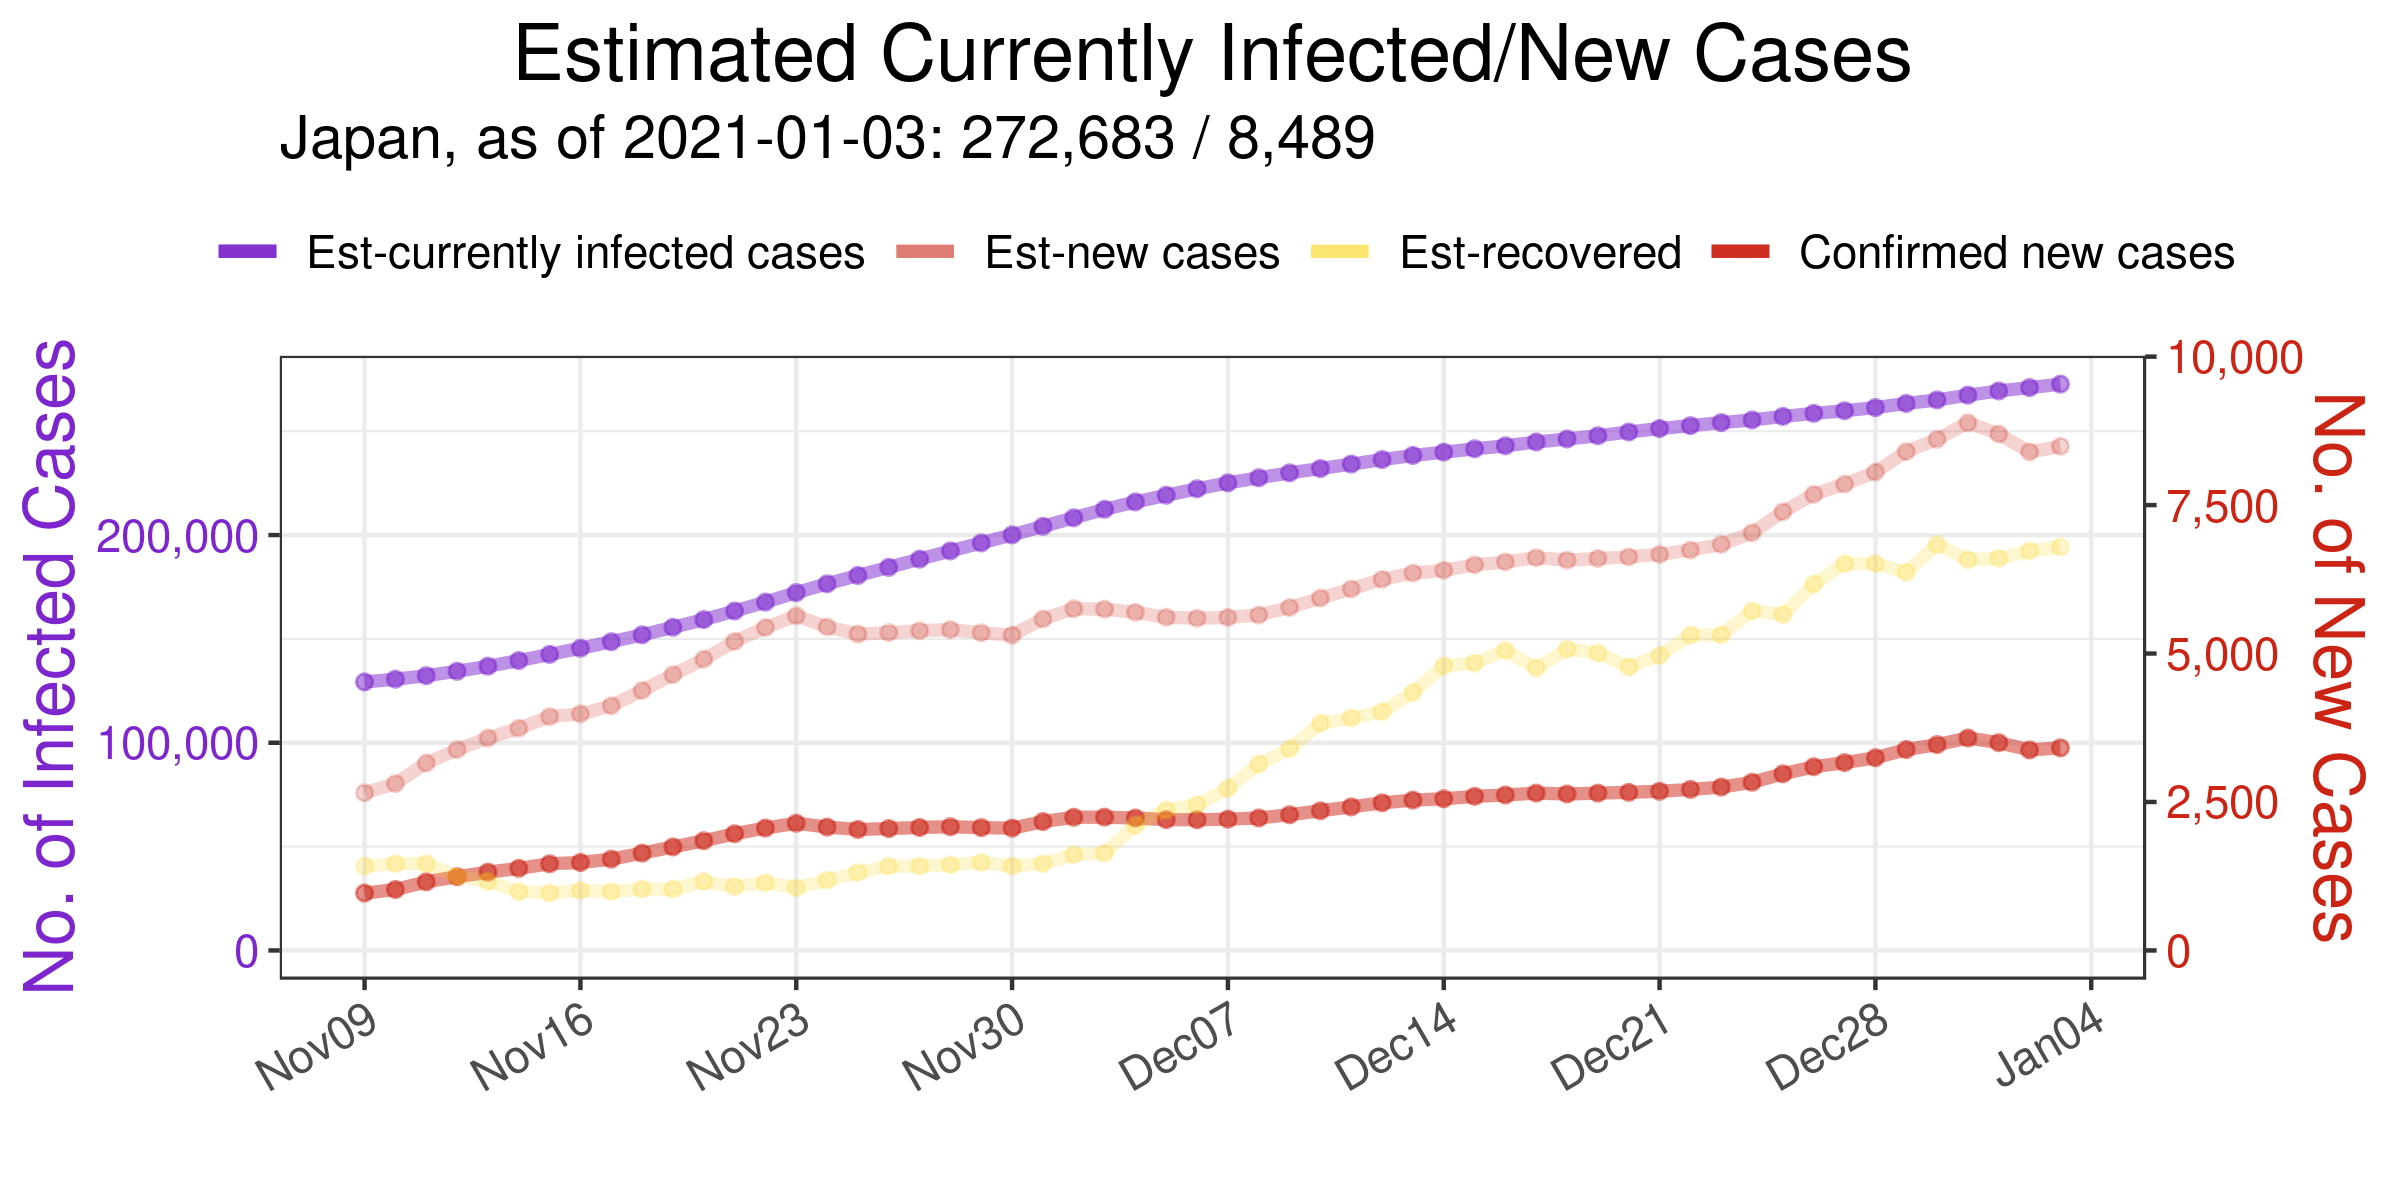 Estimated Currently Infected/New Cases
Japan, as of 2021-01-03: 272,683 / 8,489
Est-currently infected cases Est-new cases Est-recovered Confirmed new cases
No. of Infected Cases
200,000
100,000
0
10,000
7,500
5,000
2,500
0
No. of New Cases
Nov09 Nov16 Nov23 Nov30 Dec07 Dec14 Dec21 Dec28 Jan04